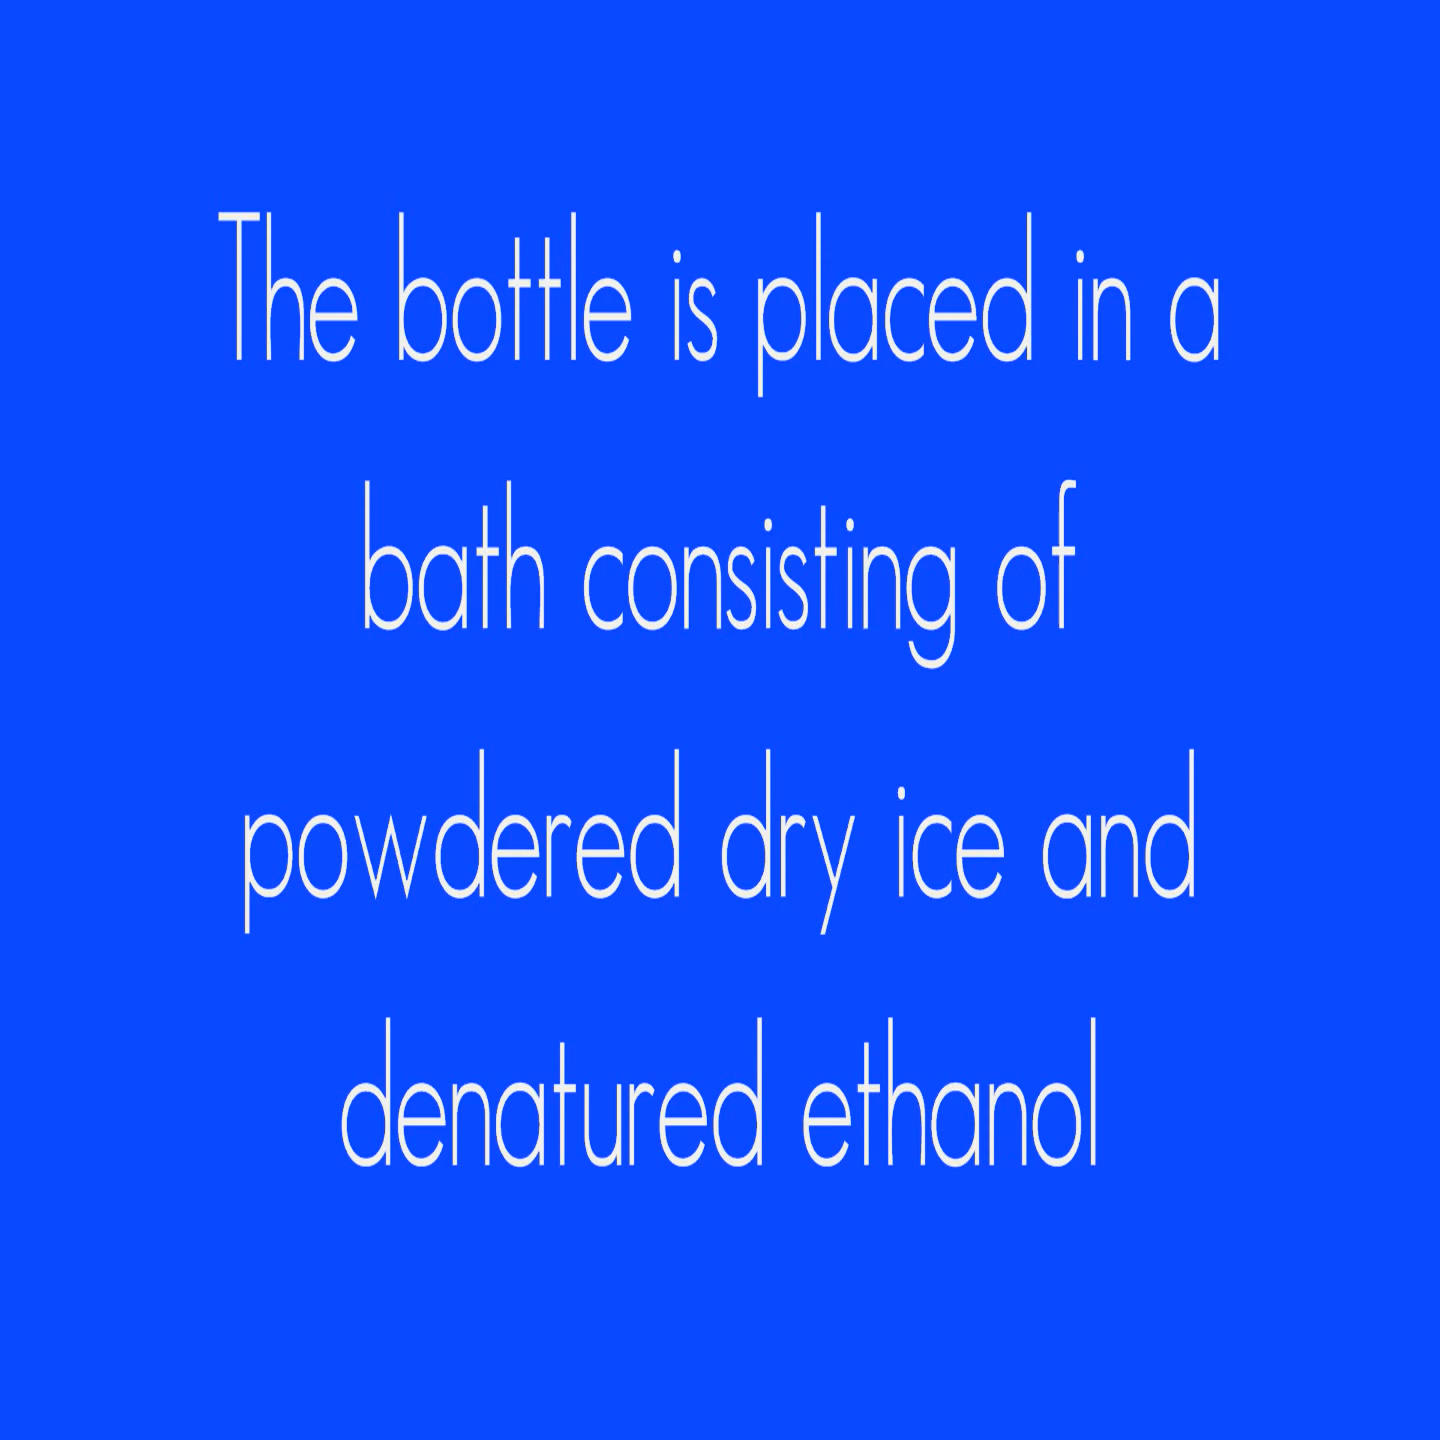 The bottle is placed in a
bath consisting of
powdered dry ice and
denatured ethanol